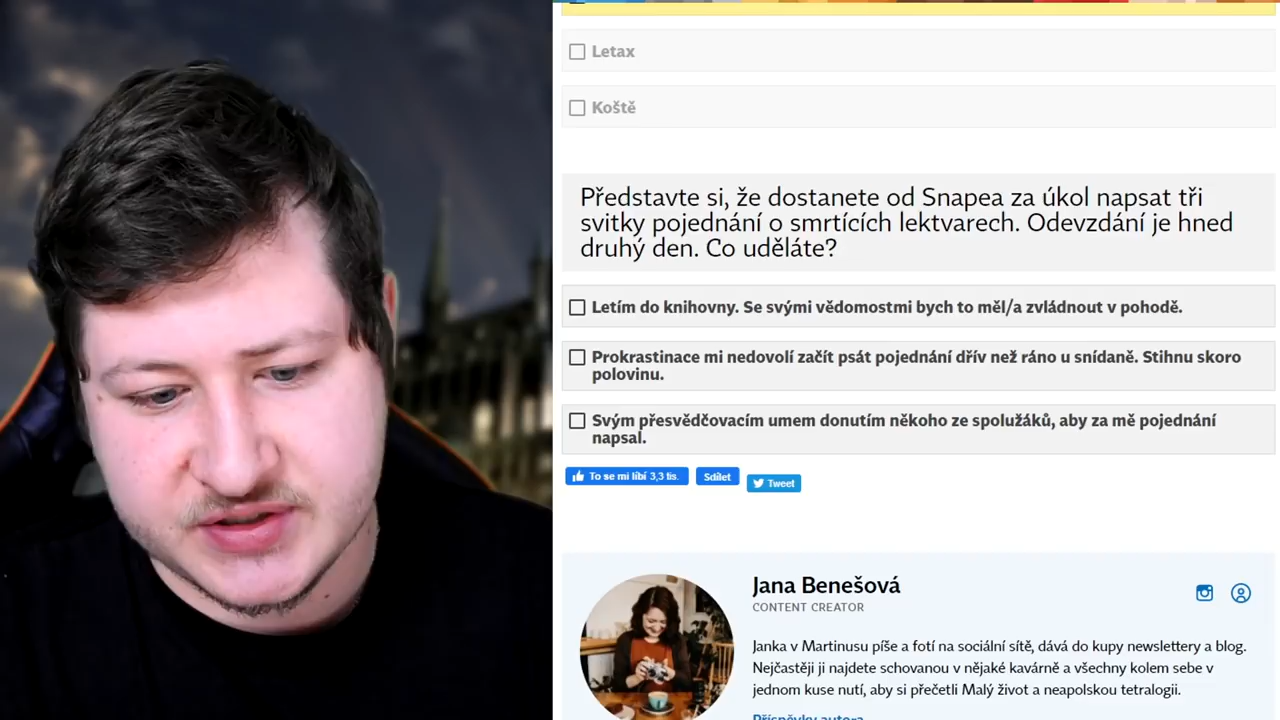 Letax
Koště
Představte si, že dostanete od Snapea za úkol napsat tři
svitky pojednání o smrtících lektvarech. Odevzdání je hned
druhý den. Co uděláte?
Letím do knihovny. Se svými vědomostmi bych to měl/a zvládnout v pohodě.
Prokrastinace mi nedovolí začít psát pojednání dřív než ráno u snídaně. Stihnu skoro
polovinu.
Svým přesvědčovacím umem donutím někoho ze spolužáků, aby za mě pojednání
napsal.
To se mi líbí 3,3 tis.
Sdílet
Tweet
Jana Benešová
CONTENT CREATOR
Janka v Martinusu píše a fotí na sociální sítě, dává do kupy newslettery a blog.
Nejčastěji ji najdete schovanou v nějaké kavárně a všechny kolem sebe v
jednom kuse nutí, aby si přečetli Malý život a neapolskou tetralogii.
Příspěvky autora